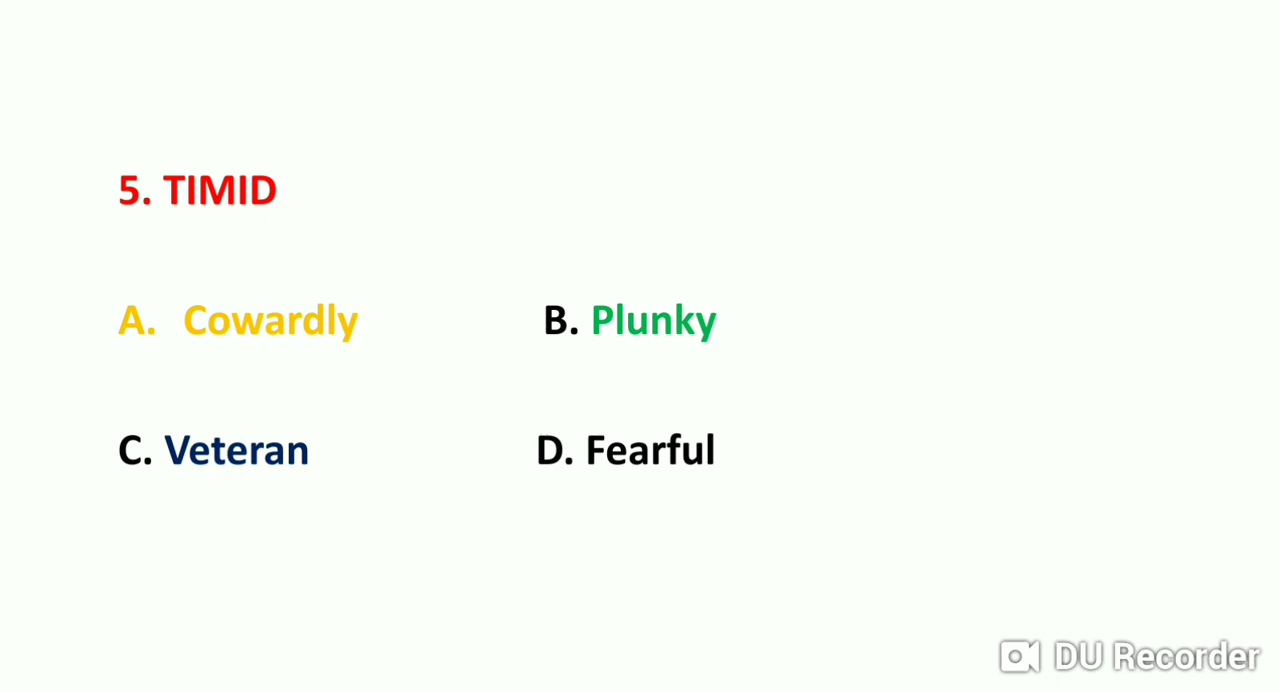 5. TIMID
A. Cowardly B. Plunky
C. Veteran D. Fearful
DU Recorder